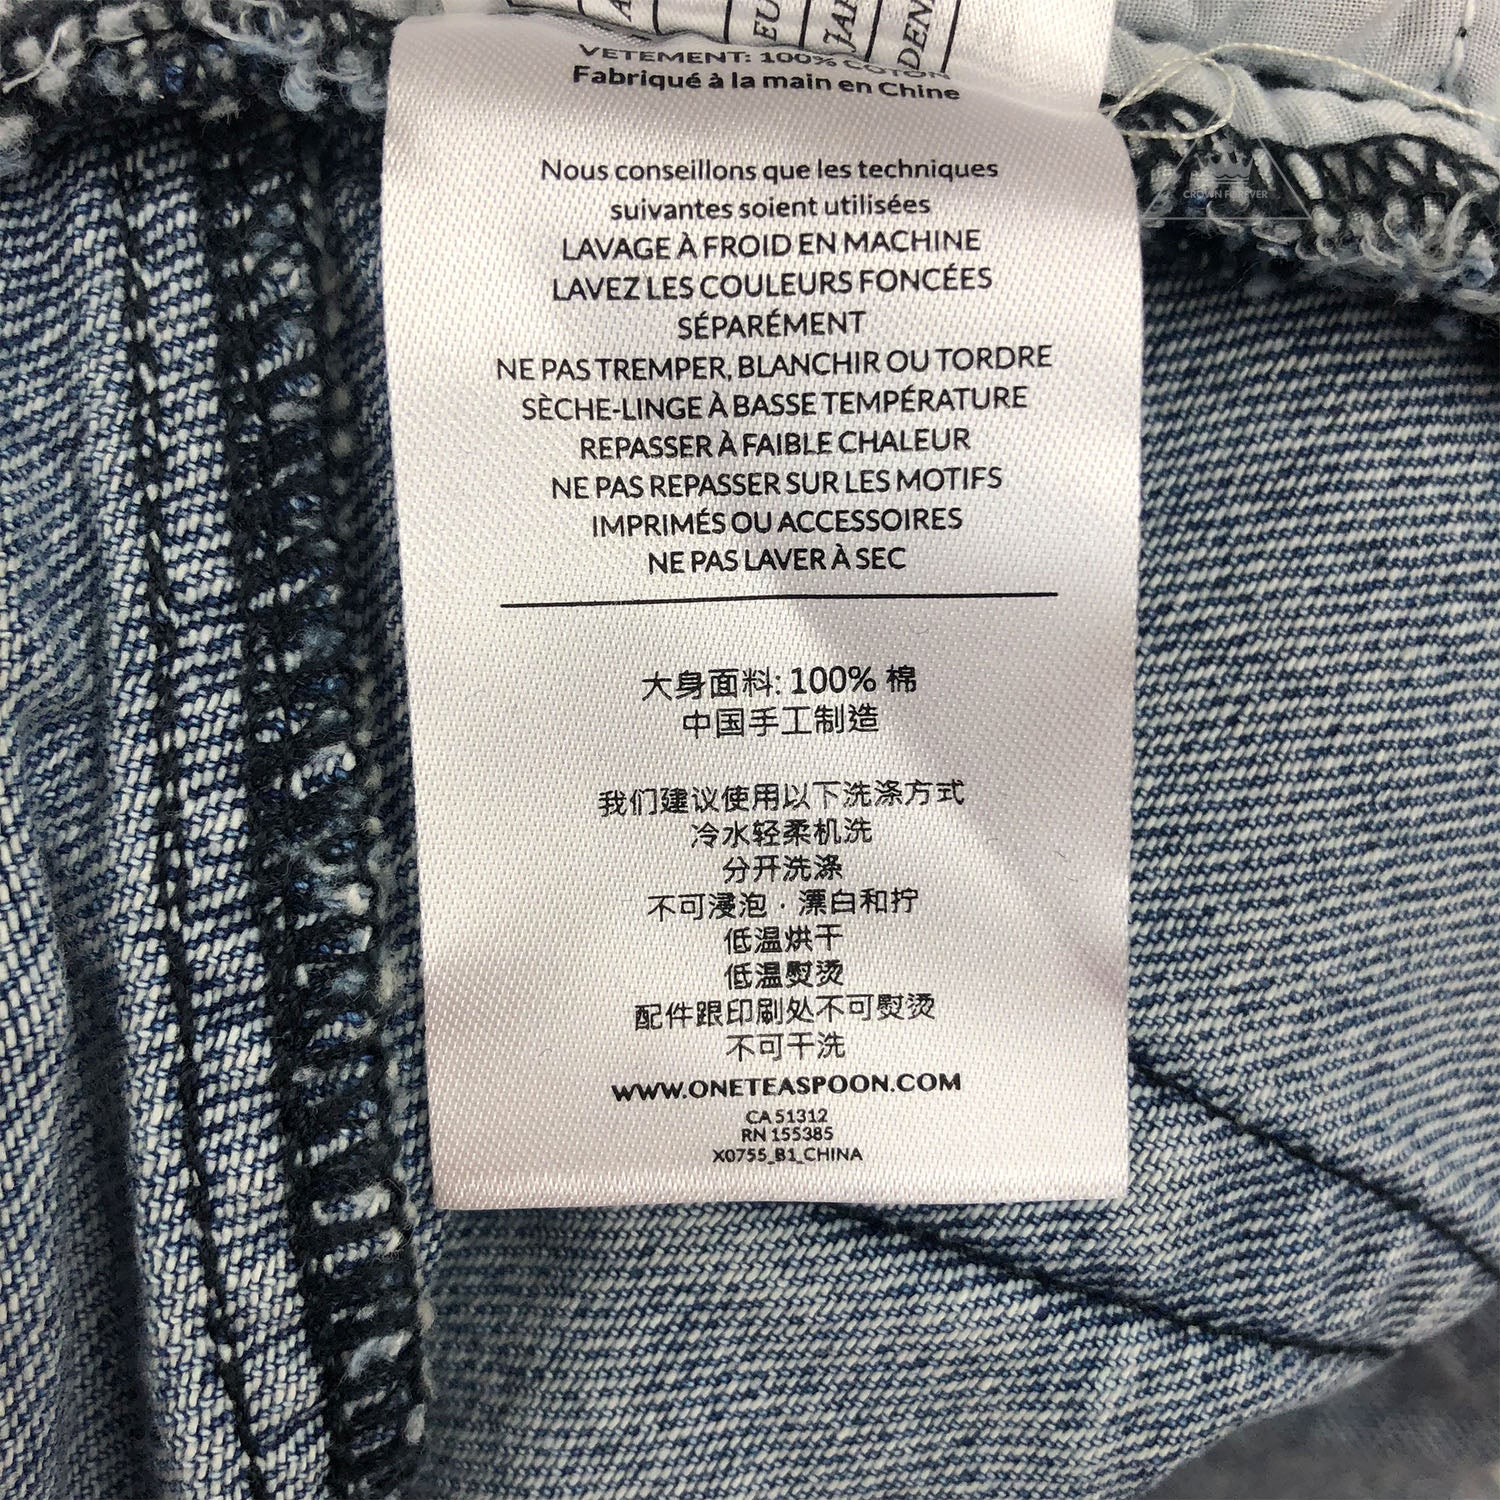 EU
DEN
VETEMENT: 100% COTON
Fabriqué à la main en Chine
Nous conseillons que les techniques
suivantes soient utilisées
LAVAGE À FROID EN MACHINE
LAVEZ LES COULEURS FONCÉES
SÉPARÉMENT
NE PAS TREMPER, BLANCHIR OU TORDRE
SÈCHE-LINGE À BASSE TEMPÉRATURE
REPASSER À FAIBLE CHALEUR
NE PAS REPASSER SUR LES MOTIFS
IMPRIMÉS OU ACCESSOIRES
NE PAS LAVER À SEC
大身面料: 100% 棉
中国手工制造
我们建议使用以下洗涤方式
冷水轻柔机洗
分开洗涤
不可浸泡 · 漂白和拧
低温烘干
低温熨烫
配件跟印刷处不可熨烫
不可干洗
WWW.ONETEASPOON.COM
CA 51312
RN 155385
X0755_B1_CHINA
CROWN FOREVER